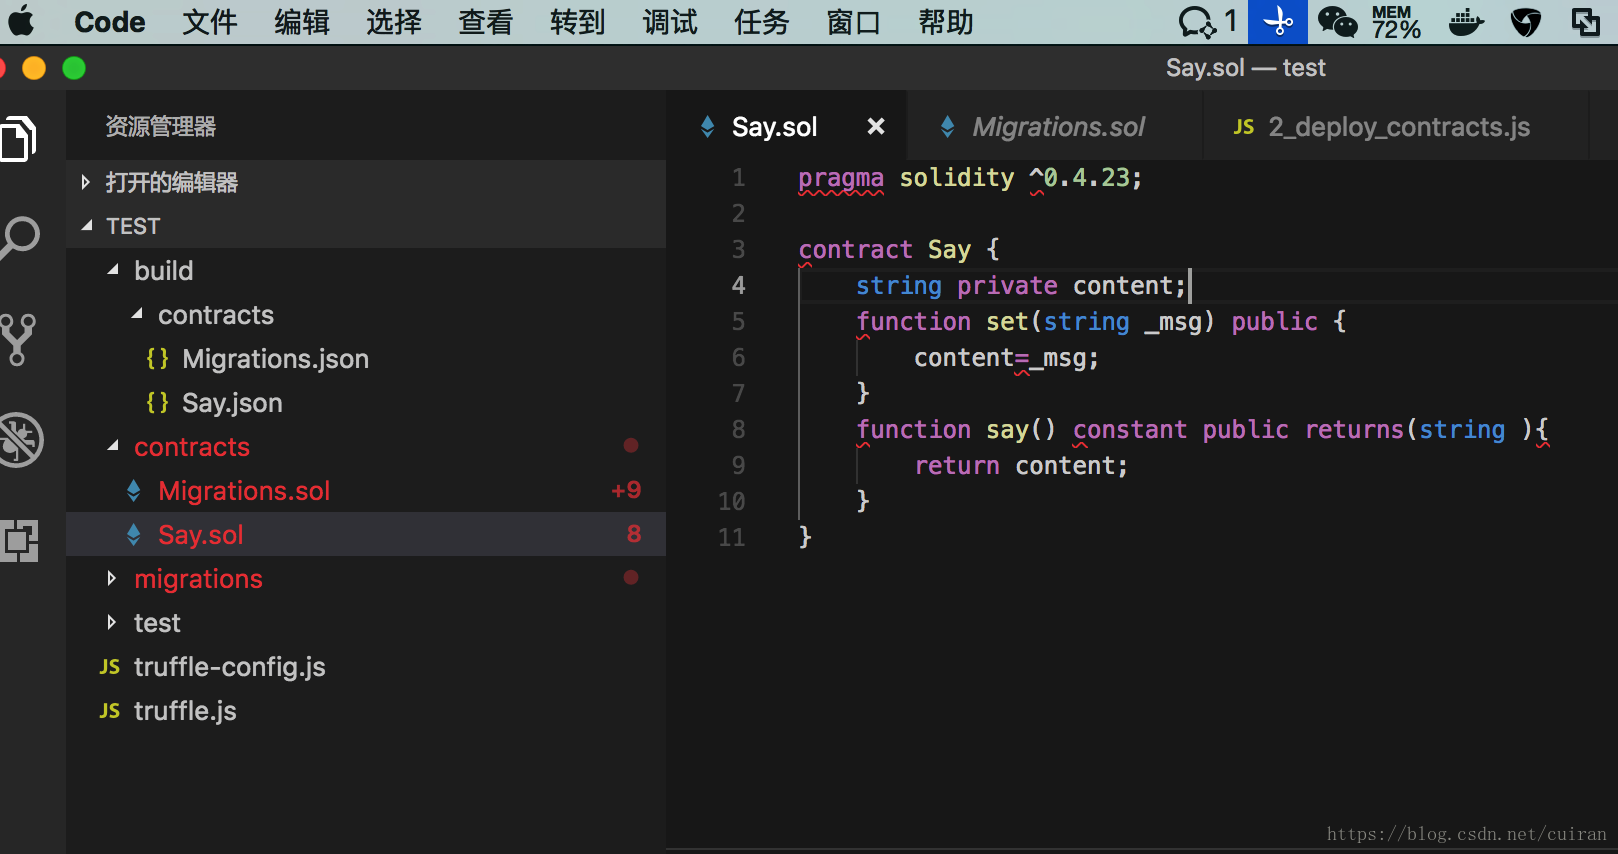 Code 文件 编辑 选择 查看 转到 调试 任务 窗口 帮助 1 MEM 72%
Say.sol — test
资源管理器
打开的编辑器
TEST
build
contracts
{} Migrations.json
{} Say.json
contracts
Migrations.sol +9
Say.sol 8
migrations
test
JS truffle-config.js
JS truffle.js
Say.sol × Migrations.sol JS 2_deploy_contracts.js
1 pragma solidity ^0.4.23;
2
3 contract Say {
4 string private content;
5 function set(string _msg) public {
6 content=_msg;
7 }
8 function say() constant public returns(string ){
9 return content;
10 }
11 }
https://blog.csdn.net/cuiran